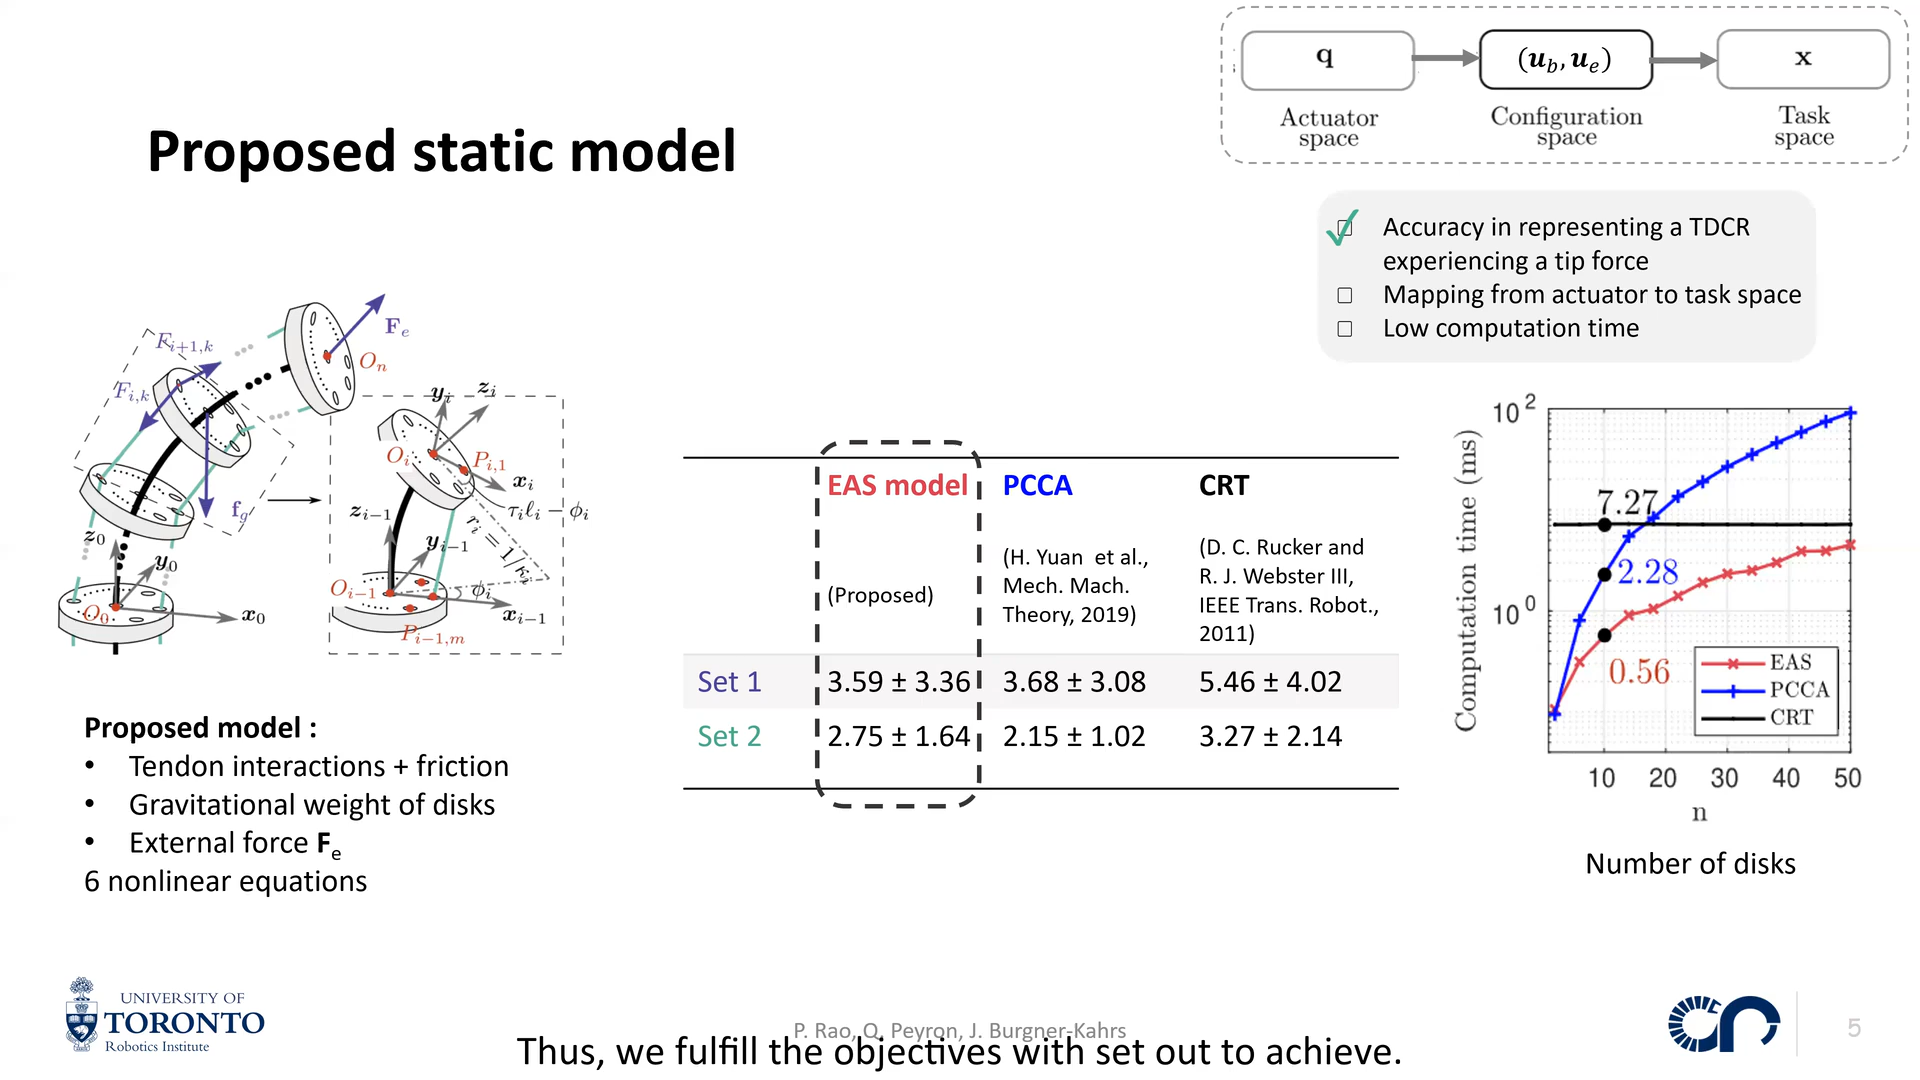 q
(u_b, u_e)
x
Actuator space
Configuration space
Task space
Proposed static model
Accuracy in representing a TDCR
experiencing a tip force
Mapping from actuator to task space
Low computation time
F_{i+1,k}
F_e
O_n
F_{i,k}
f_g
z_0
y_0
O_0
x_0
y_i
z_i
O_i
P_{i,1}
x_i
τ_iℓ_i − ϕ_i
z_{i−1}
r_i = 1/κ_i
y_{i−1}
O_{i−1}
ϕ_i
x_{i−1}
P_{i−1,m}
Proposed model :
• Tendon interactions + friction
• Gravitational weight of disks
• External force F_e
6 nonlinear equations
EAS model PCCA CRT
(Proposed)
(H. Yuan et al.,
Mech. Mach.
Theory, 2019)
(D. C. Rucker and
R. J. Webster III,
IEEE Trans. Robot.,
2011)
Set 1 3.59 ± 3.36 3.68 ± 3.08 5.46 ± 4.02
Set 2 2.75 ± 1.64 2.15 ± 1.02 3.27 ± 2.14
Computation time (ms)
10^2
10^0
7.27
2.28
0.56
EAS
PCCA
CRT
10 20 30 40 50
n
Number of disks
UNIVERSITY OF
TORONTO
Robotics Institute
P. Rao, Q. Peyron, J. Burgner-Kahrs
Thus, we fulfill the objectives with set out to achieve.
5